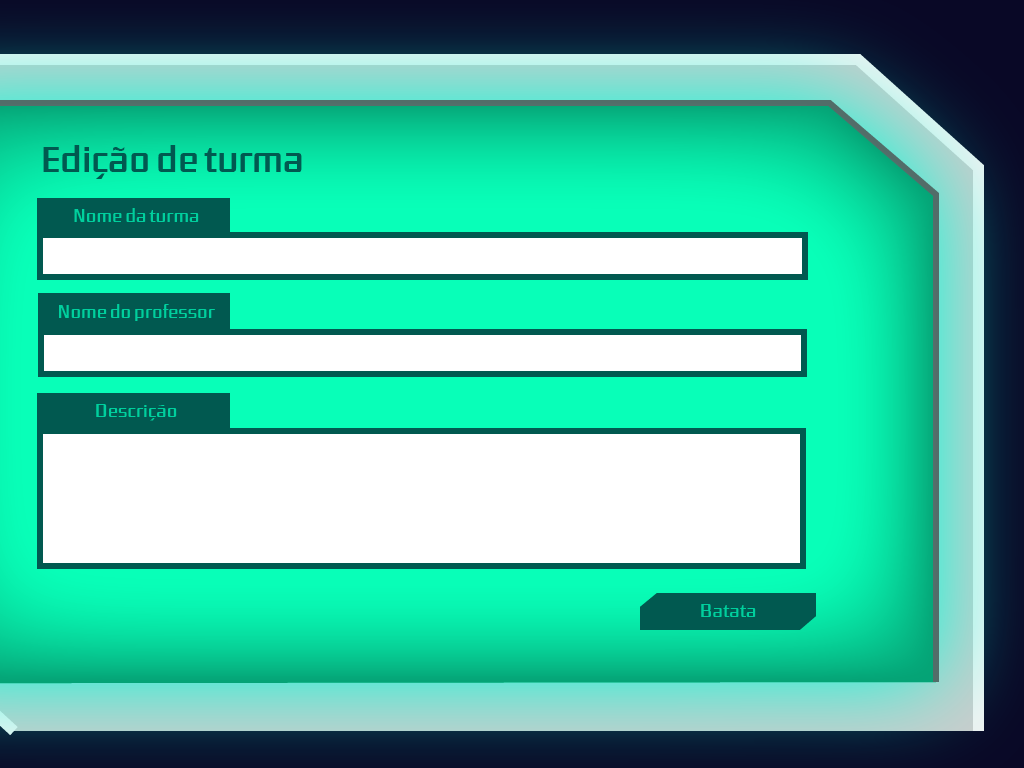 Edição de turma
Nome da turma
Nome do professor
Descrição
Batata